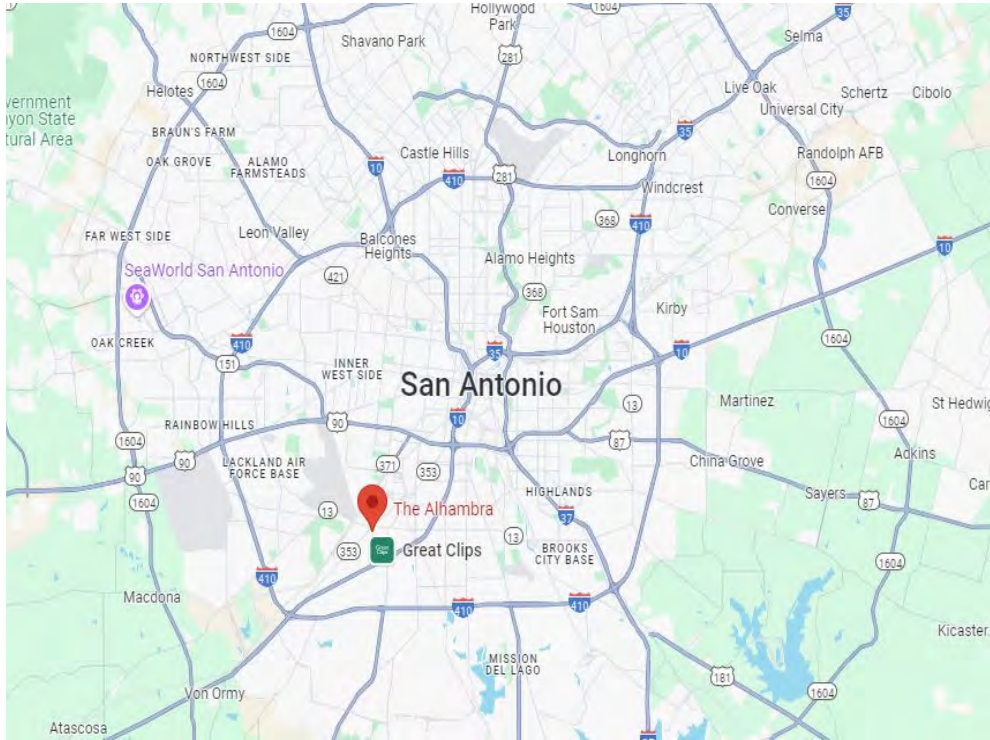 Hollywood
Park
1604
1604
35
Shavano Park
Selma
NORTHWEST SIDE
281
1604
Helotes
Live Oak
Schertz
Cibolo
Universal City
vernment
yon State
tural Area
BRAUN'S FARM
35
OAK GROVE
ALAMO
FARMSTEADS
10
Castle Hills
410
281
Longhorn
Randolph AFB
1604
Windcrest
Converse
368
410
FAR WEST SIDE
Leon Valley
Balcones
Heights
10
SeaWorld San Antonio
421
Alamo Heights
368
Fort Sam
Houston
Kirby
OAK CREEK
410
151
INNER
WEST SIDE
35
10
1604
San Antonio
13
Martinez
St Hedwig
RAINBOW HILLS
90
10
1604
90
90
87
1604
LACKLAND AIR
FORCE BASE
371
353
China Grove
Adkins
1604
HIGHLANDS
Sayers
87
Car
13
The Alhambra
37
353
Great Clips
13
BROOKS
CITY BASE
1604
410
410
410
Macdona
Kicaster
MISSION
DEL LAGO
181
1604
Von Ormy
Atascosa